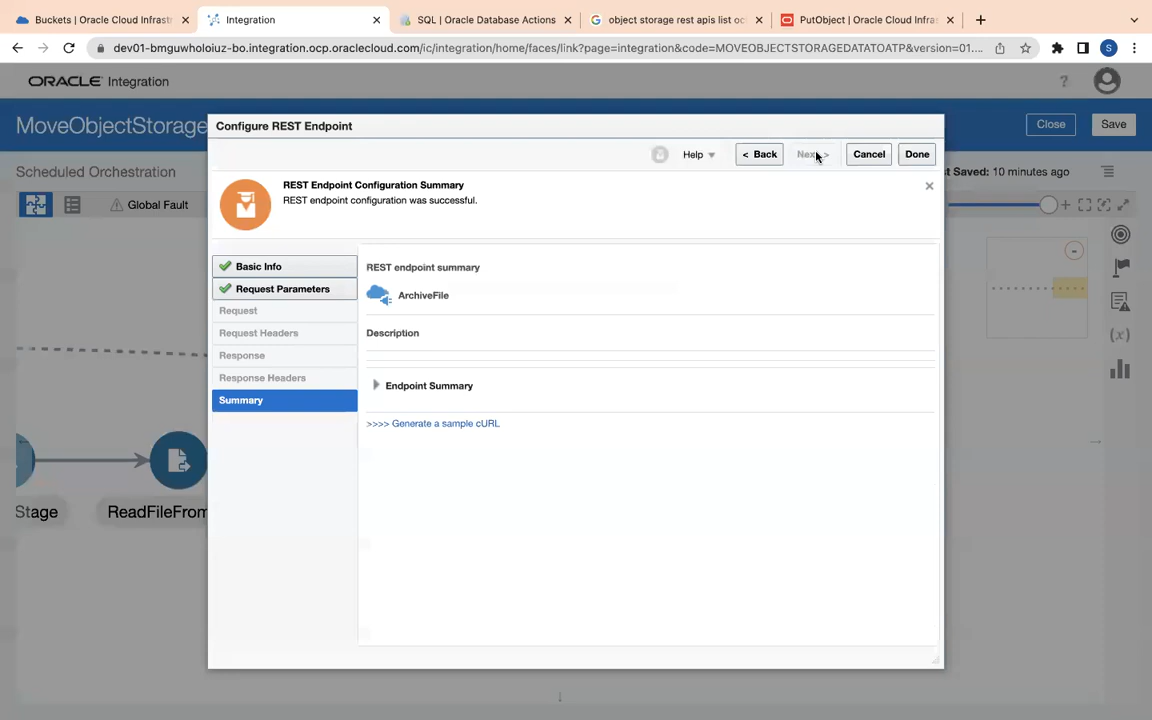 Buckets | Oracle Cloud Infrast
Integration
SQL | Oracle Database Actions
object storage rest apis list oc
PutObject | Oracle Cloud Infra
dev01-bmguwholoiuz-bo.integration.ocp.oraclecloud.com/ic/integration/home/faces/link?page=integration&code=MOVEOBJECTSTORAGEDATATOATP&version=01....
S
ORACLE Integration
?
MoveObjectStorage
Close
Save
Scheduled Orchestration
t Saved: 10 minutes ago
Global Fault
Configure REST Endpoint
Help
< Back
Cancel
Done
REST Endpoint Configuration Summary
REST endpoint configuration was successful.
Basic Info
Request Parameters
Request
Request Headers
Response
Response Headers
Summary
REST endpoint summary
ArchiveFile
Description
Endpoint Summary
>>>> Generate a sample cURL
Stage
ReadFileFrom
(x)